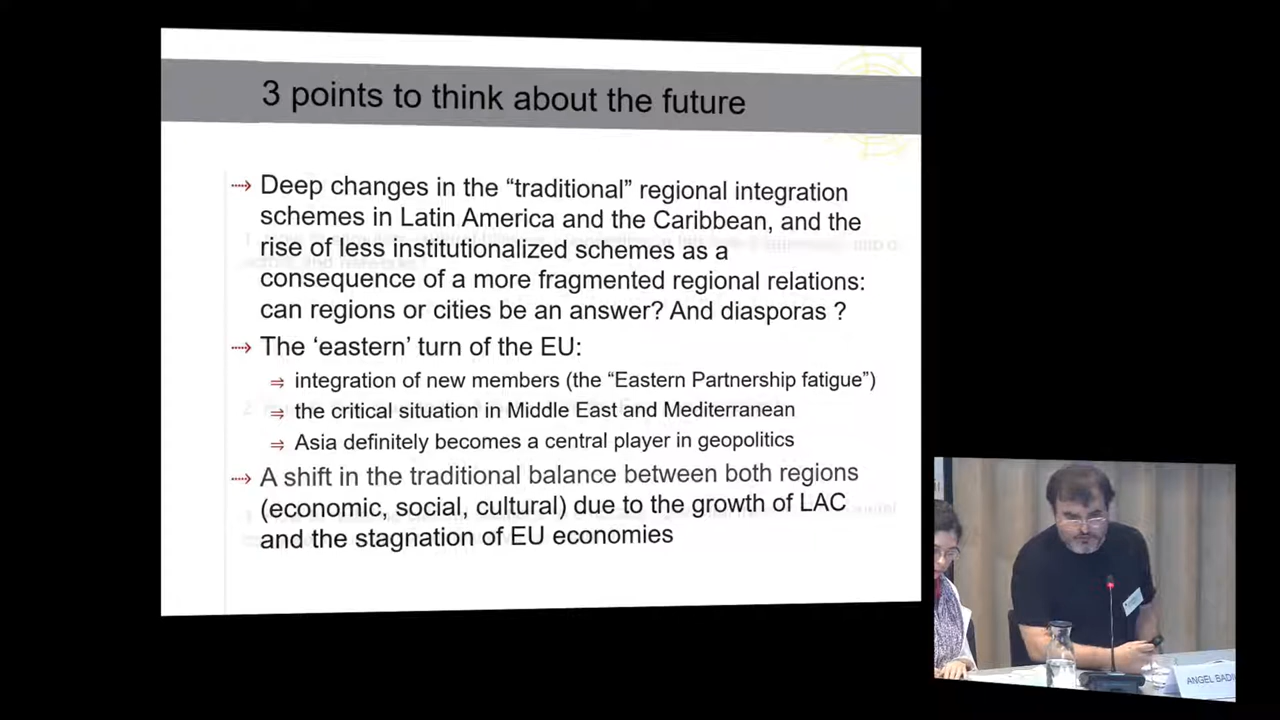 3 points to think about the future
Deep changes in the “traditional” regional integration
schemes in Latin America and the Caribbean, and the
rise of less institutionalized schemes as a
consequence of a more fragmented regional relations:
can regions or cities be an answer? And diasporas ?
The ‘eastern’ turn of the EU:
integration of new members (the “Eastern Partnership fatigue”)
the critical situation in Middle East and Mediterranean
Asia definitely becomes a central player in geopolitics
A shift in the traditional balance between both regions
(economic, social, cultural) due to the growth of LAC
and the stagnation of EU economies
ANGEL BADI